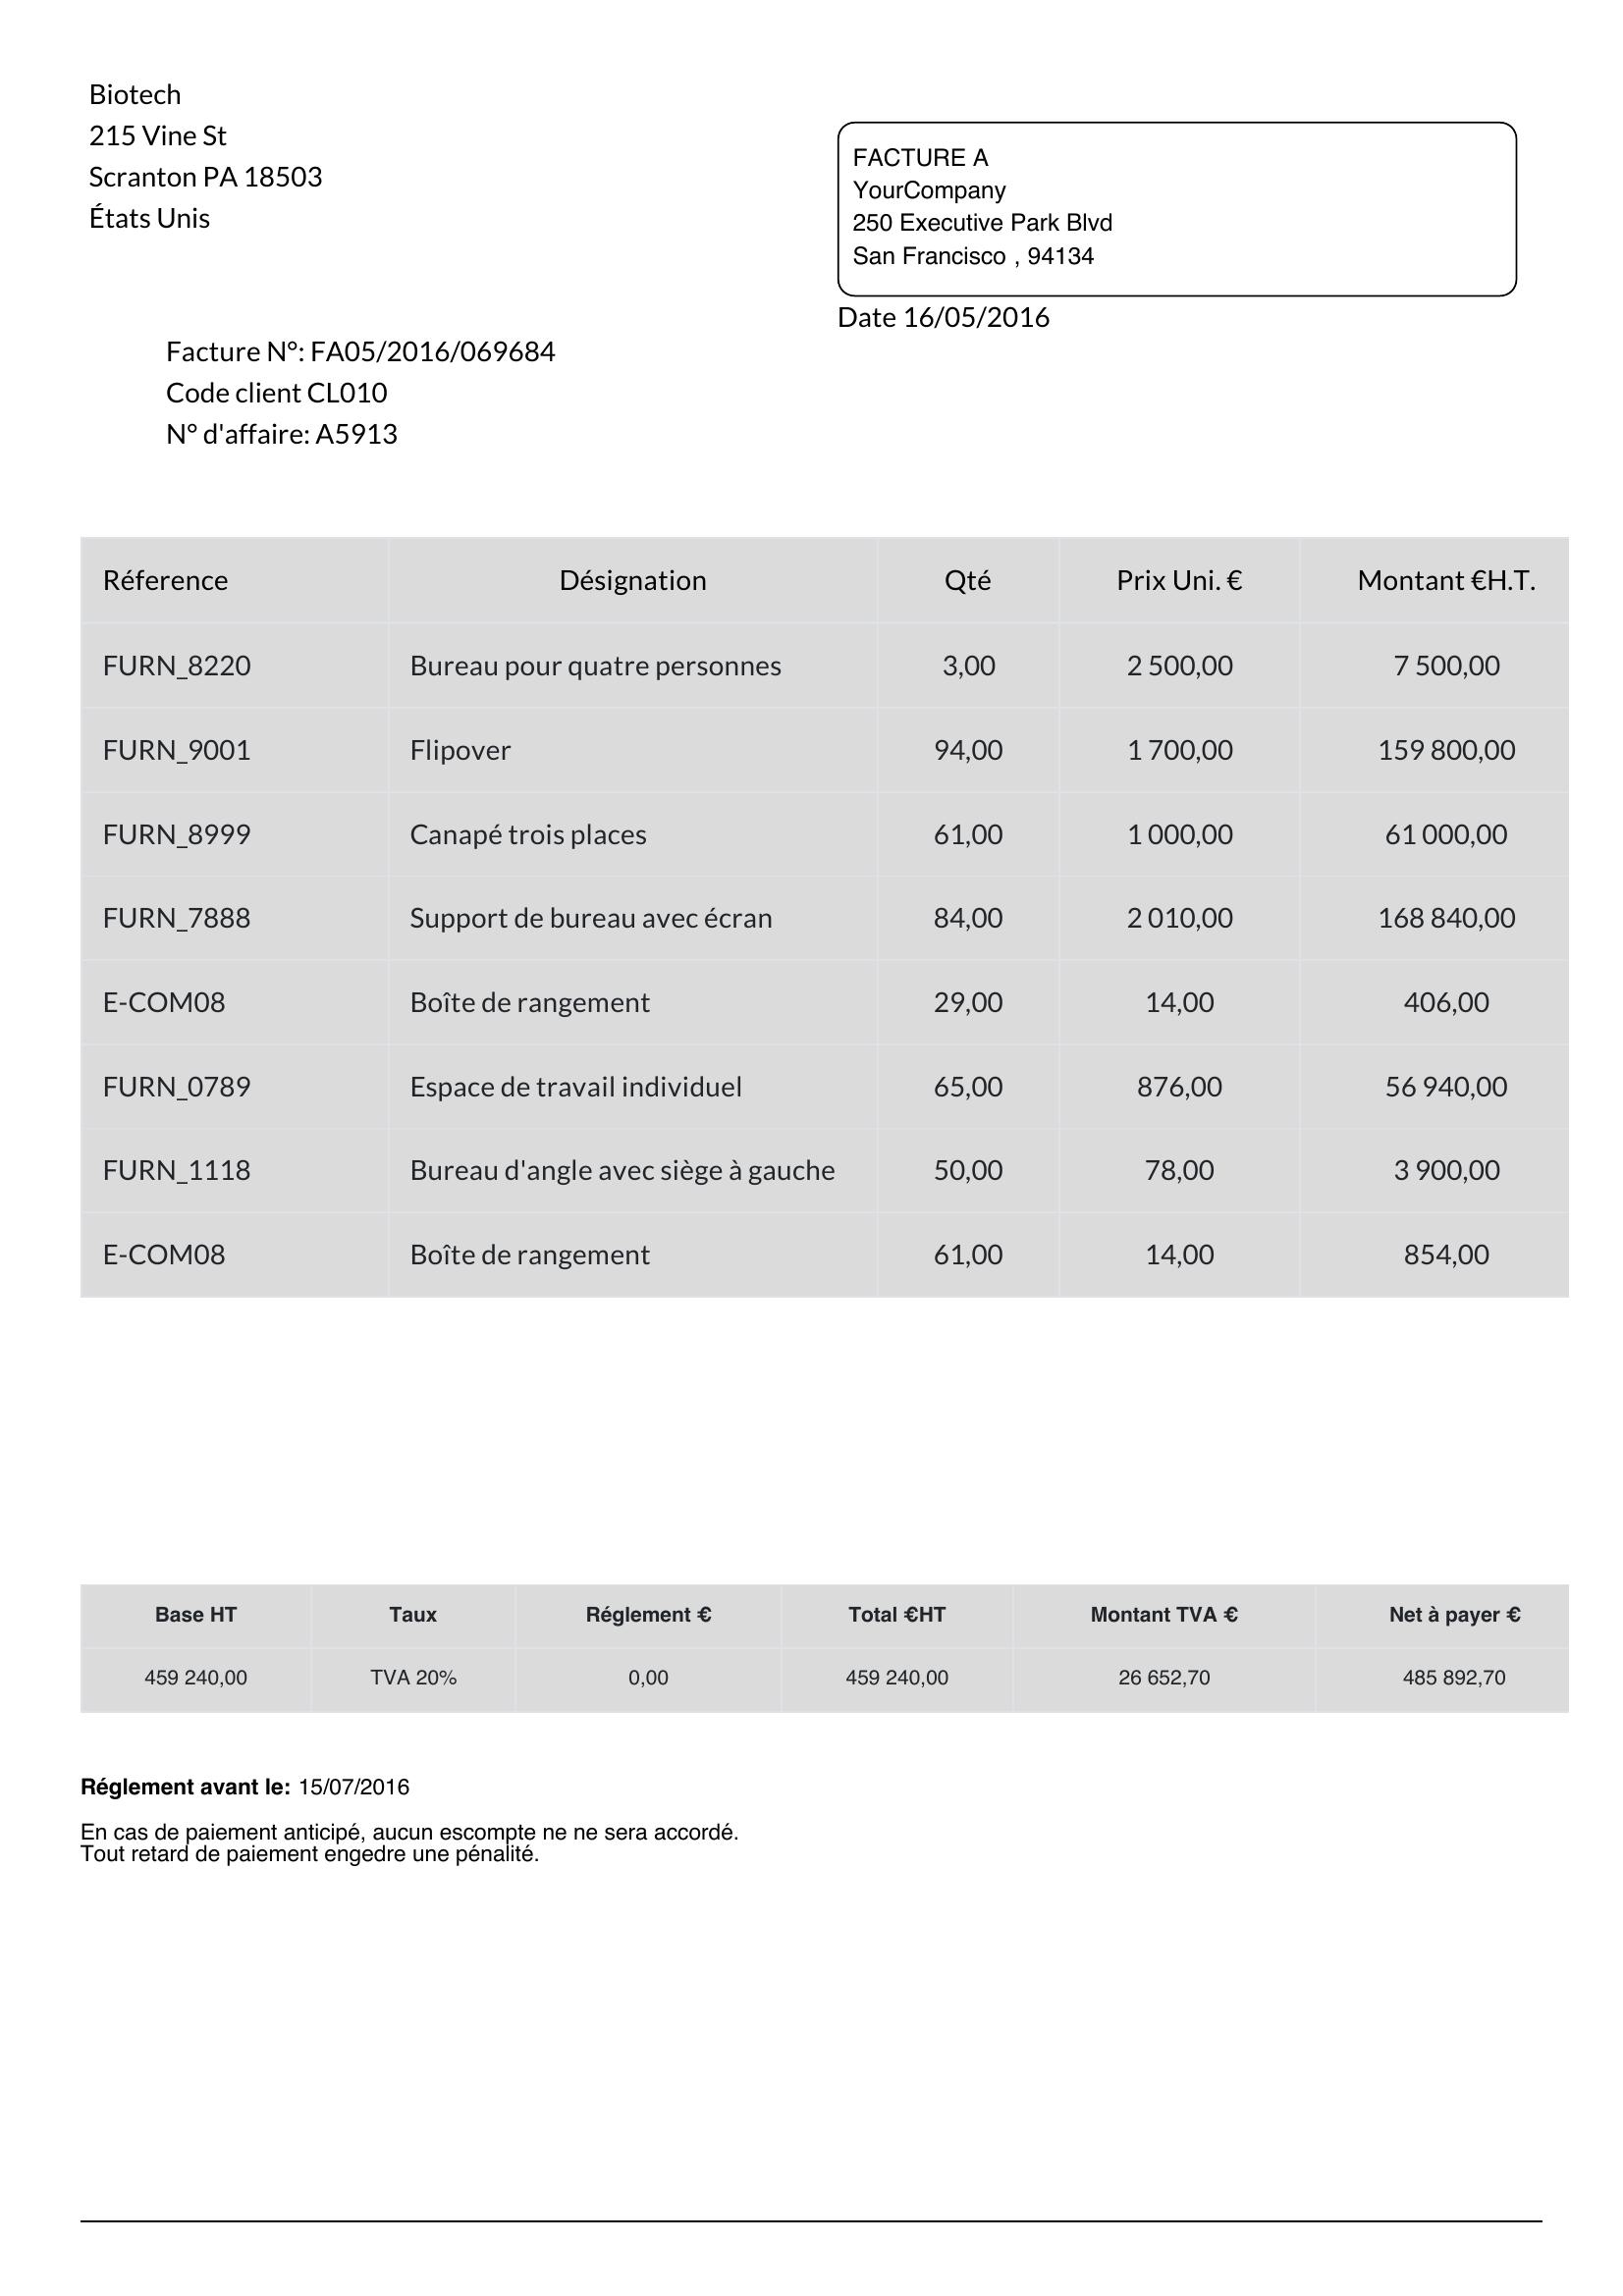 Biotech
215 Vine St
Scranton PA 18503
États Unis
FACTURE A
YourCompany
250 Executive Park Blvd
San Francisco , 94134
Date 16/05/2016
Facture N°: FA05/2016/069684
Code client CL010
N° d'affaire: A5913
Réference Désignation Qté Prix Uni. € Montant €H.T.
FURN_8220 Bureau pour quatre personnes 3,00 2 500,00 7 500,00
FURN_9001 Flipover 94,00 1 700,00 159 800,00
FURN_8999 Canapé trois places 61,00 1 000,00 61 000,00
FURN_7888 Support de bureau avec écran 84,00 2 010,00 168 840,00
E-COM08 Boîte de rangement 29,00 14,00 406,00
FURN_0789 Espace de travail individuel 65,00 876,00 56 940,00
FURN_1118 Bureau d'angle avec siège à gauche 50,00 78,00 3 900,00
E-COM08 Boîte de rangement 61,00 14,00 854,00
Base HT Taux Réglement € Total €HT Montant TVA € Net à payer €
459 240,00 TVA 20% 0,00 459 240,00 26 652,70 485 892,70
Réglement avant le: 15/07/2016
En cas de paiement anticipé, aucun escompte ne ne sera accordé.
Tout retard de paiement engedre une pénalité.